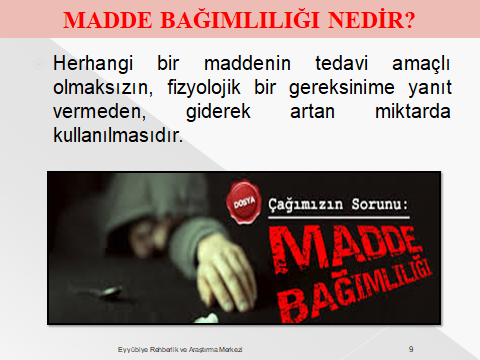 MADDE BAĞIMLILIĞI NEDİR?
Herhangi bir maddenin tedavi amaçlı
olmaksızın, fizyolojik bir gereksinime yanıt
vermeden, giderek artan miktarda
kullanılmasıdır.
DOSYA
Çağımızın Sorunu:
MADDE
BAĞIMLILIĞI
Eyyübiye Rehberlik ve Araştırma Merkezi
9